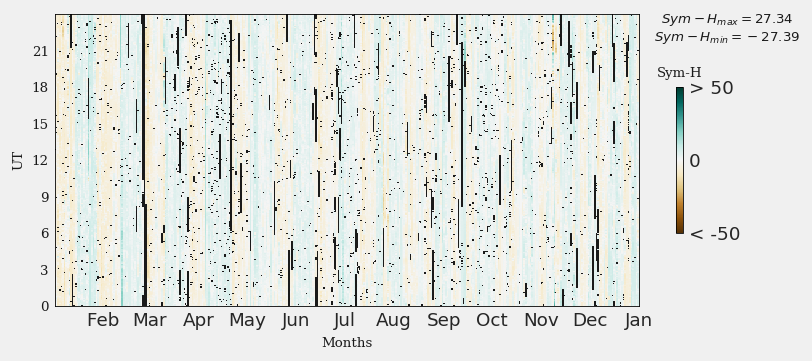 Sym − H_max = 27.34
Sym − H_min = −27.39
Sym-H
> 50
0
< -50
UT
21
18
15
12
9
6
3
0
Feb Mar Apr May Jun Jul Aug Sep Oct Nov Dec Jan
Months